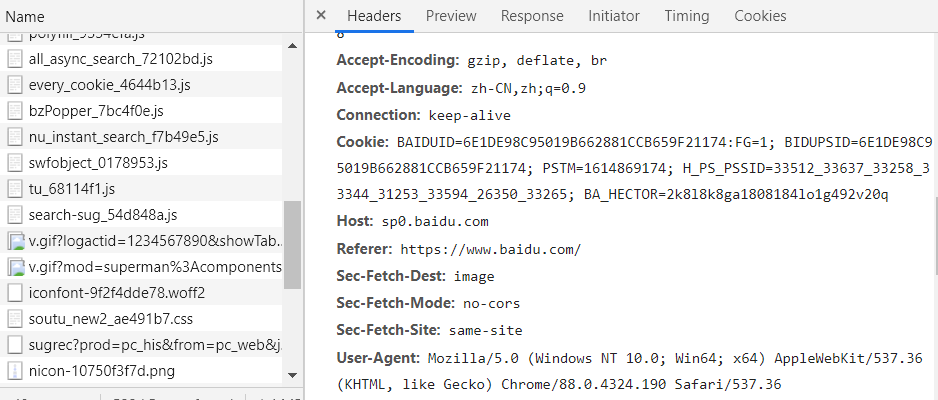 Name
polyfill_9354efa.js
all_async_search_72102bd.js
every_cookie_4644b13.js
bzPopper_7bc4f0e.js
nu_instant_search_f7b49e5.js
swfobject_0178953.js
tu_68114f1.js
search-sug_54d848a.js
v.gif?logactid=1234567890&showTab...
v.gif?mod=superman%3Acomponents
iconfont-9f2f4dde78.woff2
soutu_new2_ae491b7.css
sugrec?prod=pc_his&from=pc_web&j
nicon-10750f3f7d.png
× Headers Preview Response Initiator Timing Cookies
8
Accept-Encoding: gzip, deflate, br
Accept-Language: zh-CN,zh;q=0.9
Connection: keep-alive
Cookie: BAIDUID=6E1DE98C95019B662881CCB659F21174:FG=1; BIDUPSID=6E1DE98C9
5019B662881CCB659F21174; PSTM=1614869174; H_PS_PSSID=33512_33637_33258_3
3344_31253_33594_26350_33265; BA_HECTOR=2k8l8k8ga1808184lo1g492v20q
Host: sp0.baidu.com
Referer: https://www.baidu.com/
Sec-Fetch-Dest: image
Sec-Fetch-Mode: no-cors
Sec-Fetch-Site: same-site
User-Agent: Mozilla/5.0 (Windows NT 10.0; Win64; x64) AppleWebKit/537.36
(KHTML, like Gecko) Chrome/88.0.4324.190 Safari/537.36